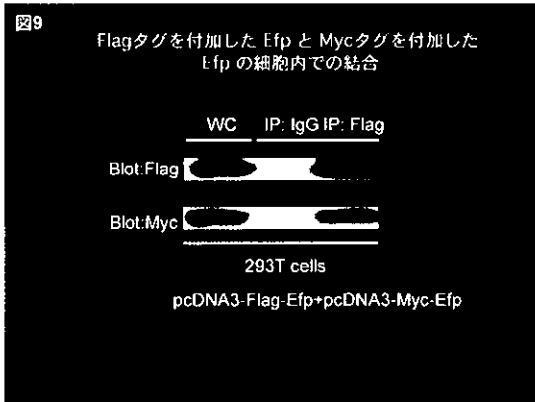 図9
Flagタグを付加した Efp と Mycタグを付加した
Efp の細胞内での結合
WC IP: IgG IP: Flag
Blot:Flag
Blot:Myc
293T cells
pcDNA3-Flag-Efp+pcDNA3-Myc-Efp